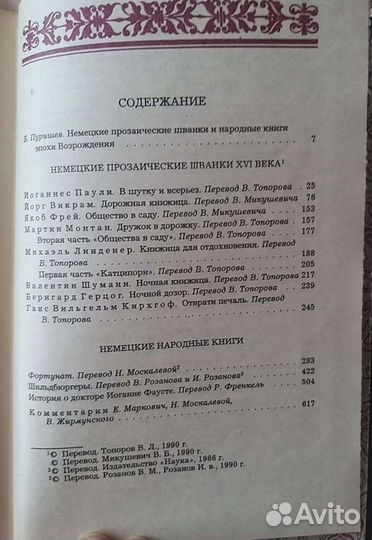 СОДЕРЖАНИЕ
Б. Пуришев. Немецкие прозаические шванки и народные книги
эпохи Возрождения . . . . . . . . . . . . 7
НЕМЕЦКИЕ ПРОЗАИЧЕСКИЕ ШВАНКИ XVI ВЕКА¹
Иоганнес Паули. В шутку и всерьез. Перевод В. Топорова . . 25
Йорг Викрам. Дорожная книжица. Перевод В. Микушевича 76
Якоб Фрей. Общество в саду. Перевод В. Микушевича . . . 153
Мартин Монтан. Дружок в дорожку. Перевод В. Топорова . . 157
Вторая часть «Общества в саду». Перевод В. Топорова . . . 177
Михаэль Линденер. Книжица для отдохновения. Перевод
В. Топорова . . . . . . . . . . . . 188
Первая часть «Катципори». Перевод В. Топорова . . . . 205
Валентин Шуманн. Ночная книжица. Перевод В. Топорова 217
Бернгард Герцог. Ночной дозор. Перевод В. Топорова . . . 239
Ганс Вильгельм Кирхгоф. Отврати печаль. Перевод
В. Топорова . . . . . . . . . . . . 245
НЕМЕЦКИЕ НАРОДНЫЕ КНИГИ
Фортунат. Перевод Н. Москалевой² . . . . . . . . 283
Шильдбюргеры. Перевод В. Розанова и И. Розанова³ . . . . 422
Истории о докторе Иоганне Фаусте. Перевод Р. Френкель . . 504
Комментарии Е. Маркович, Н. Москалевой,
В. Жирмунского . . . . . . . . . . . . 617
¹© Перевод. Топоров В. Л., 1990 г.
© Перевод. Микушевич В. Б., 1990 г.
²© Перевод. Издательство «Наука», 1986 г.
³© Перевод. Розанов В. М., Розанов И. в., 1990 г.
Avito